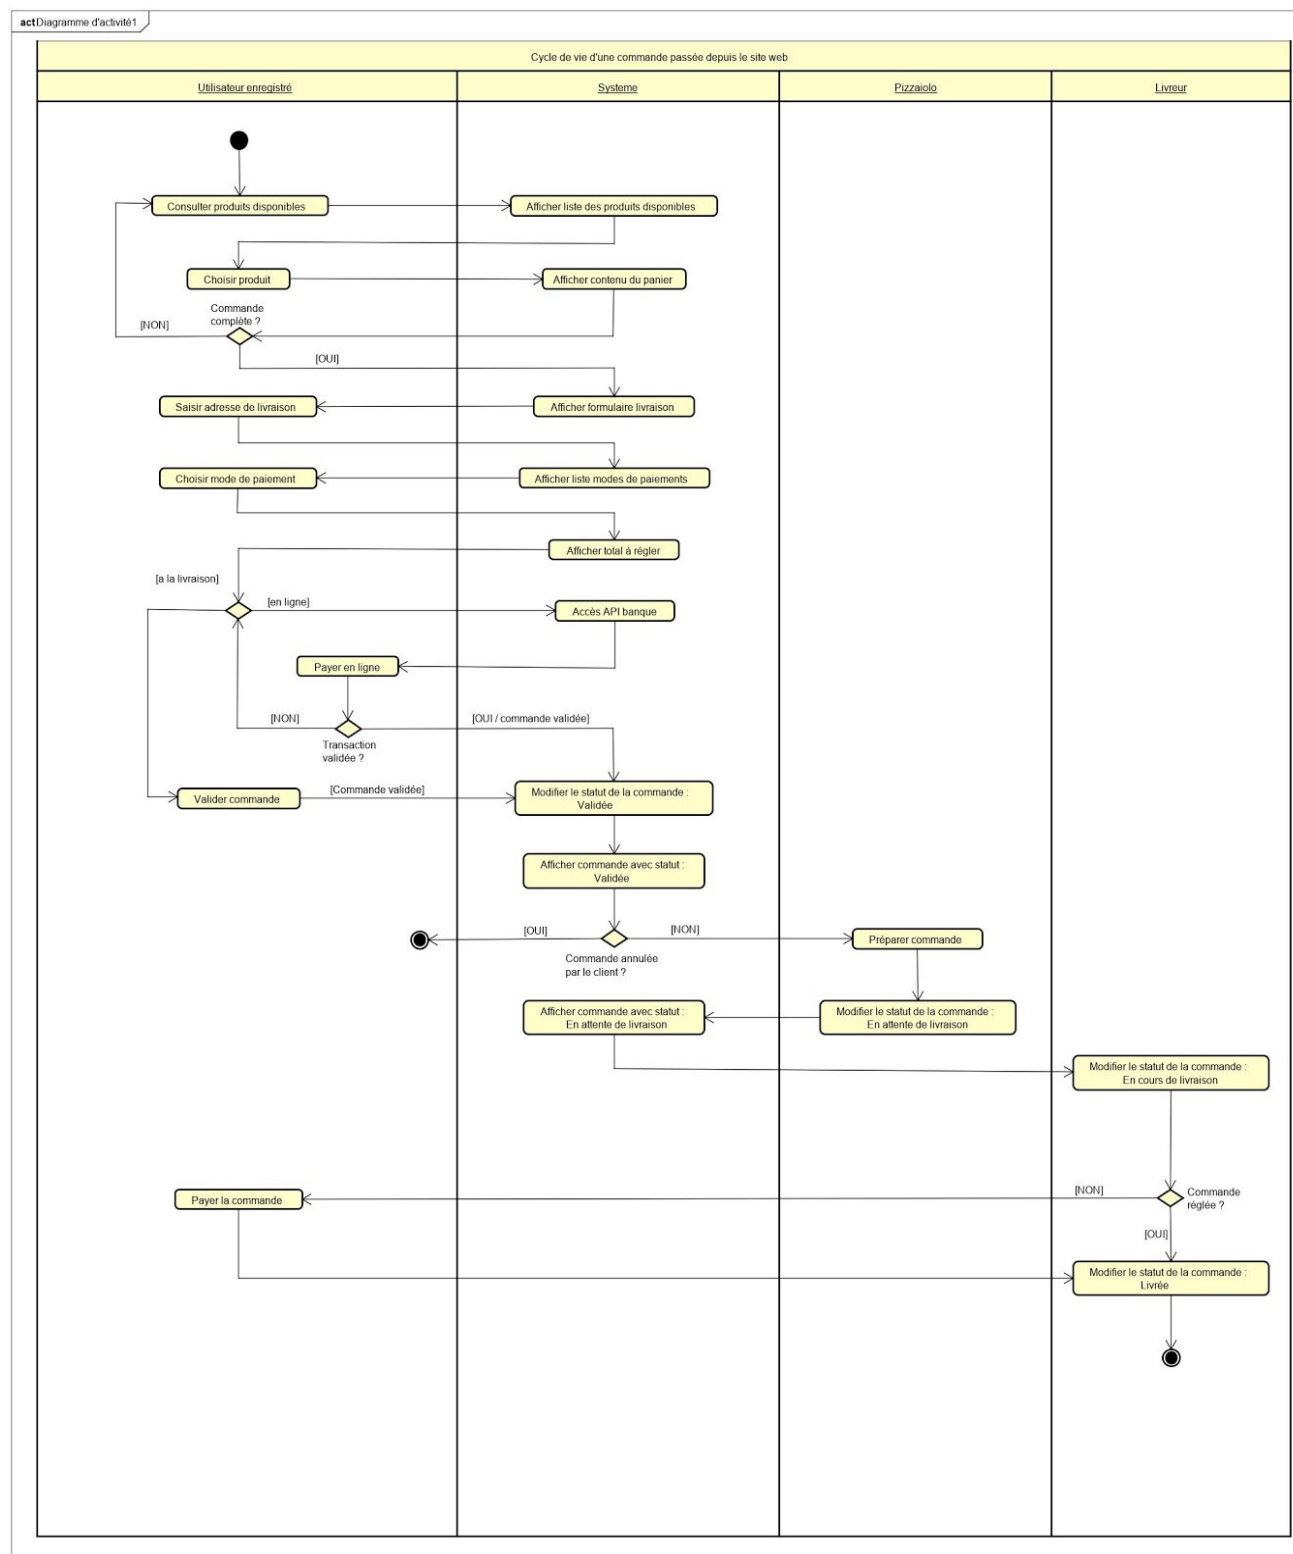 act Diagramme d'activité1
Cycle de vie d'une commande passée depuis le site web
Utilisateur enregistré
Systeme
Pizzaiolo
Livreur
Consulter produits disponibles
Afficher liste des produits disponibles
Choisir produit
Afficher contenu du panier
Commande
complète ?
[NON]
[OUI]
Saisir adresse de livraison
Afficher formulaire livraison
Choisir mode de paiement
Afficher liste modes de paiements
Afficher total à régler
[a la livraison]
[en ligne]
Accès API banque
Payer en ligne
[NON]
[OUI / commande validée]
Transaction
validée ?
Valider commande
[Commande validée]
Modifier le statut de la commande :
Validée
Afficher commande avec statut :
Validée
[OUI]
[NON]
Préparer commande
Commande annulée
par le client ?
Afficher commande avec statut :
En attente de livraison
Modifier le statut de la commande :
En attente de livraison
Modifier le statut de la commande :
En cours de livraison
Payer la commande
[NON]
Commande
réglée ?
[OUI]
Modifier le statut de la commande :
Livrée